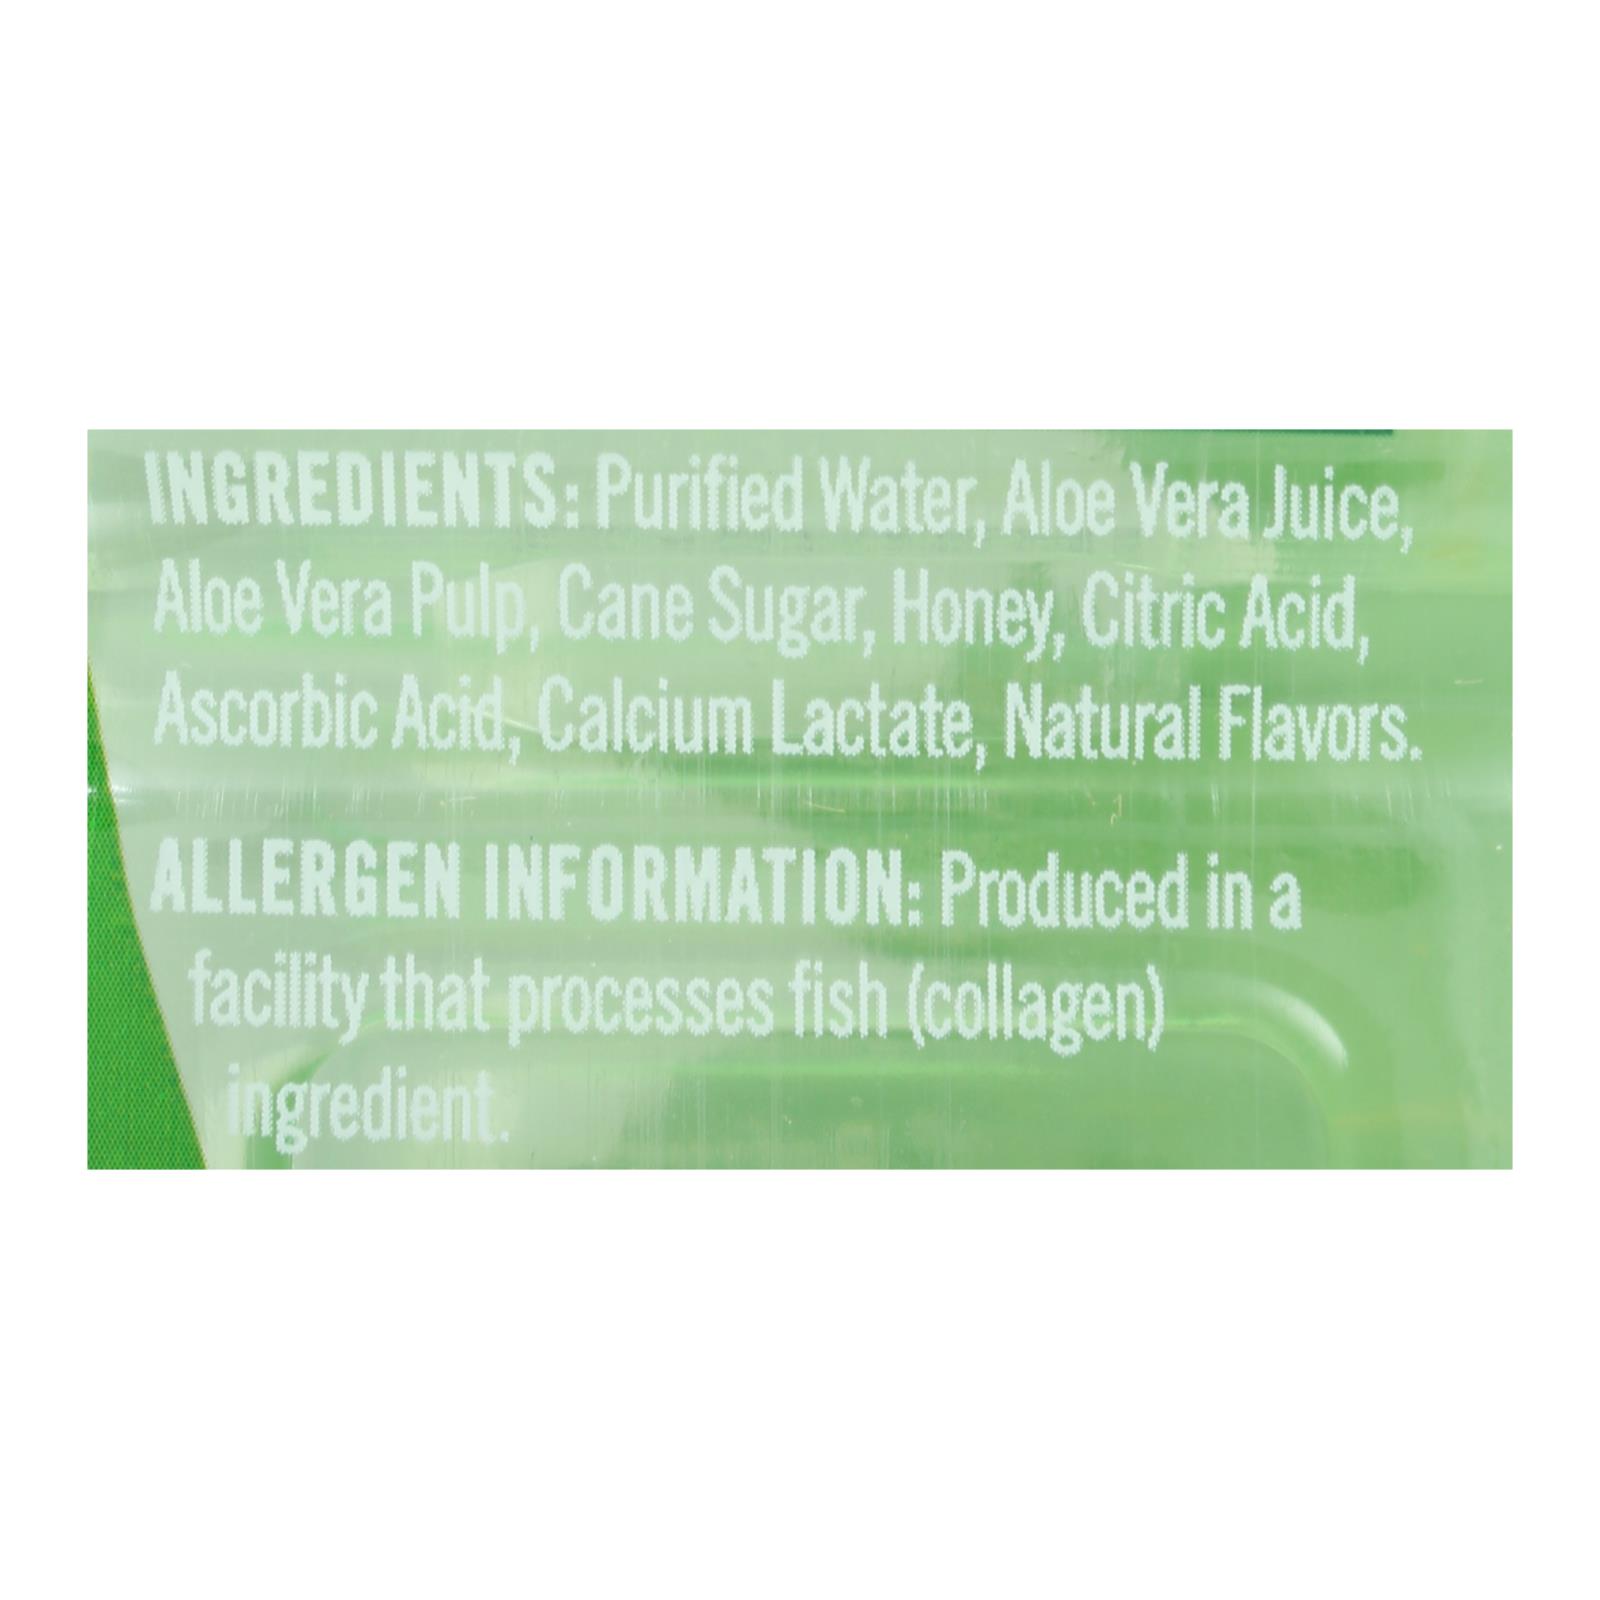 INGREDIENTS: Purified Water, Aloe Vera Juice,
Aloe Vera Pulp, Cane Sugar, Honey, Citric Acid,
Ascorbic Acid, Calcium Lactate, Natural Flavors.
ALLERGEN INFORMATION: Produced in a
facility that processes fish (collagen)
ingredient.